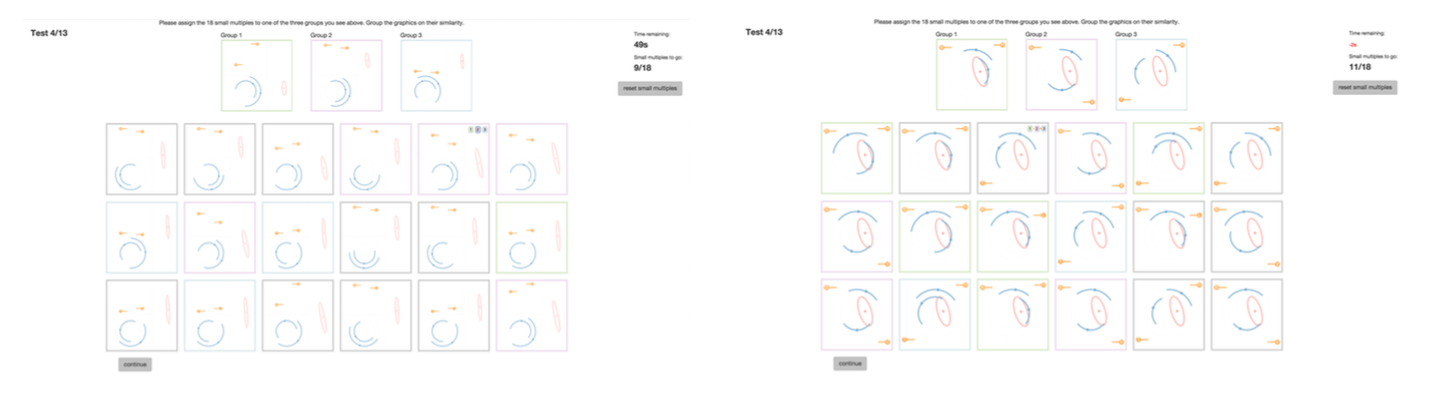 Please assign the 18 small multiples to one of the three groups you see above. Group the graphics on their similarity.
Test 4/13
Group 1
Group 2
Group 3
Time remaining:
49s
Small multiples to go:
9/18
reset small multiples
1 2 3
continue
Please assign the 18 small multiples to one of the three groups you see above. Group the graphics on their similarity.
Test 4/13
Group 1
Group 2
Group 3
Time remaining:
Small multiples to go:
11/18
reset small multiples
1 2 3
continue